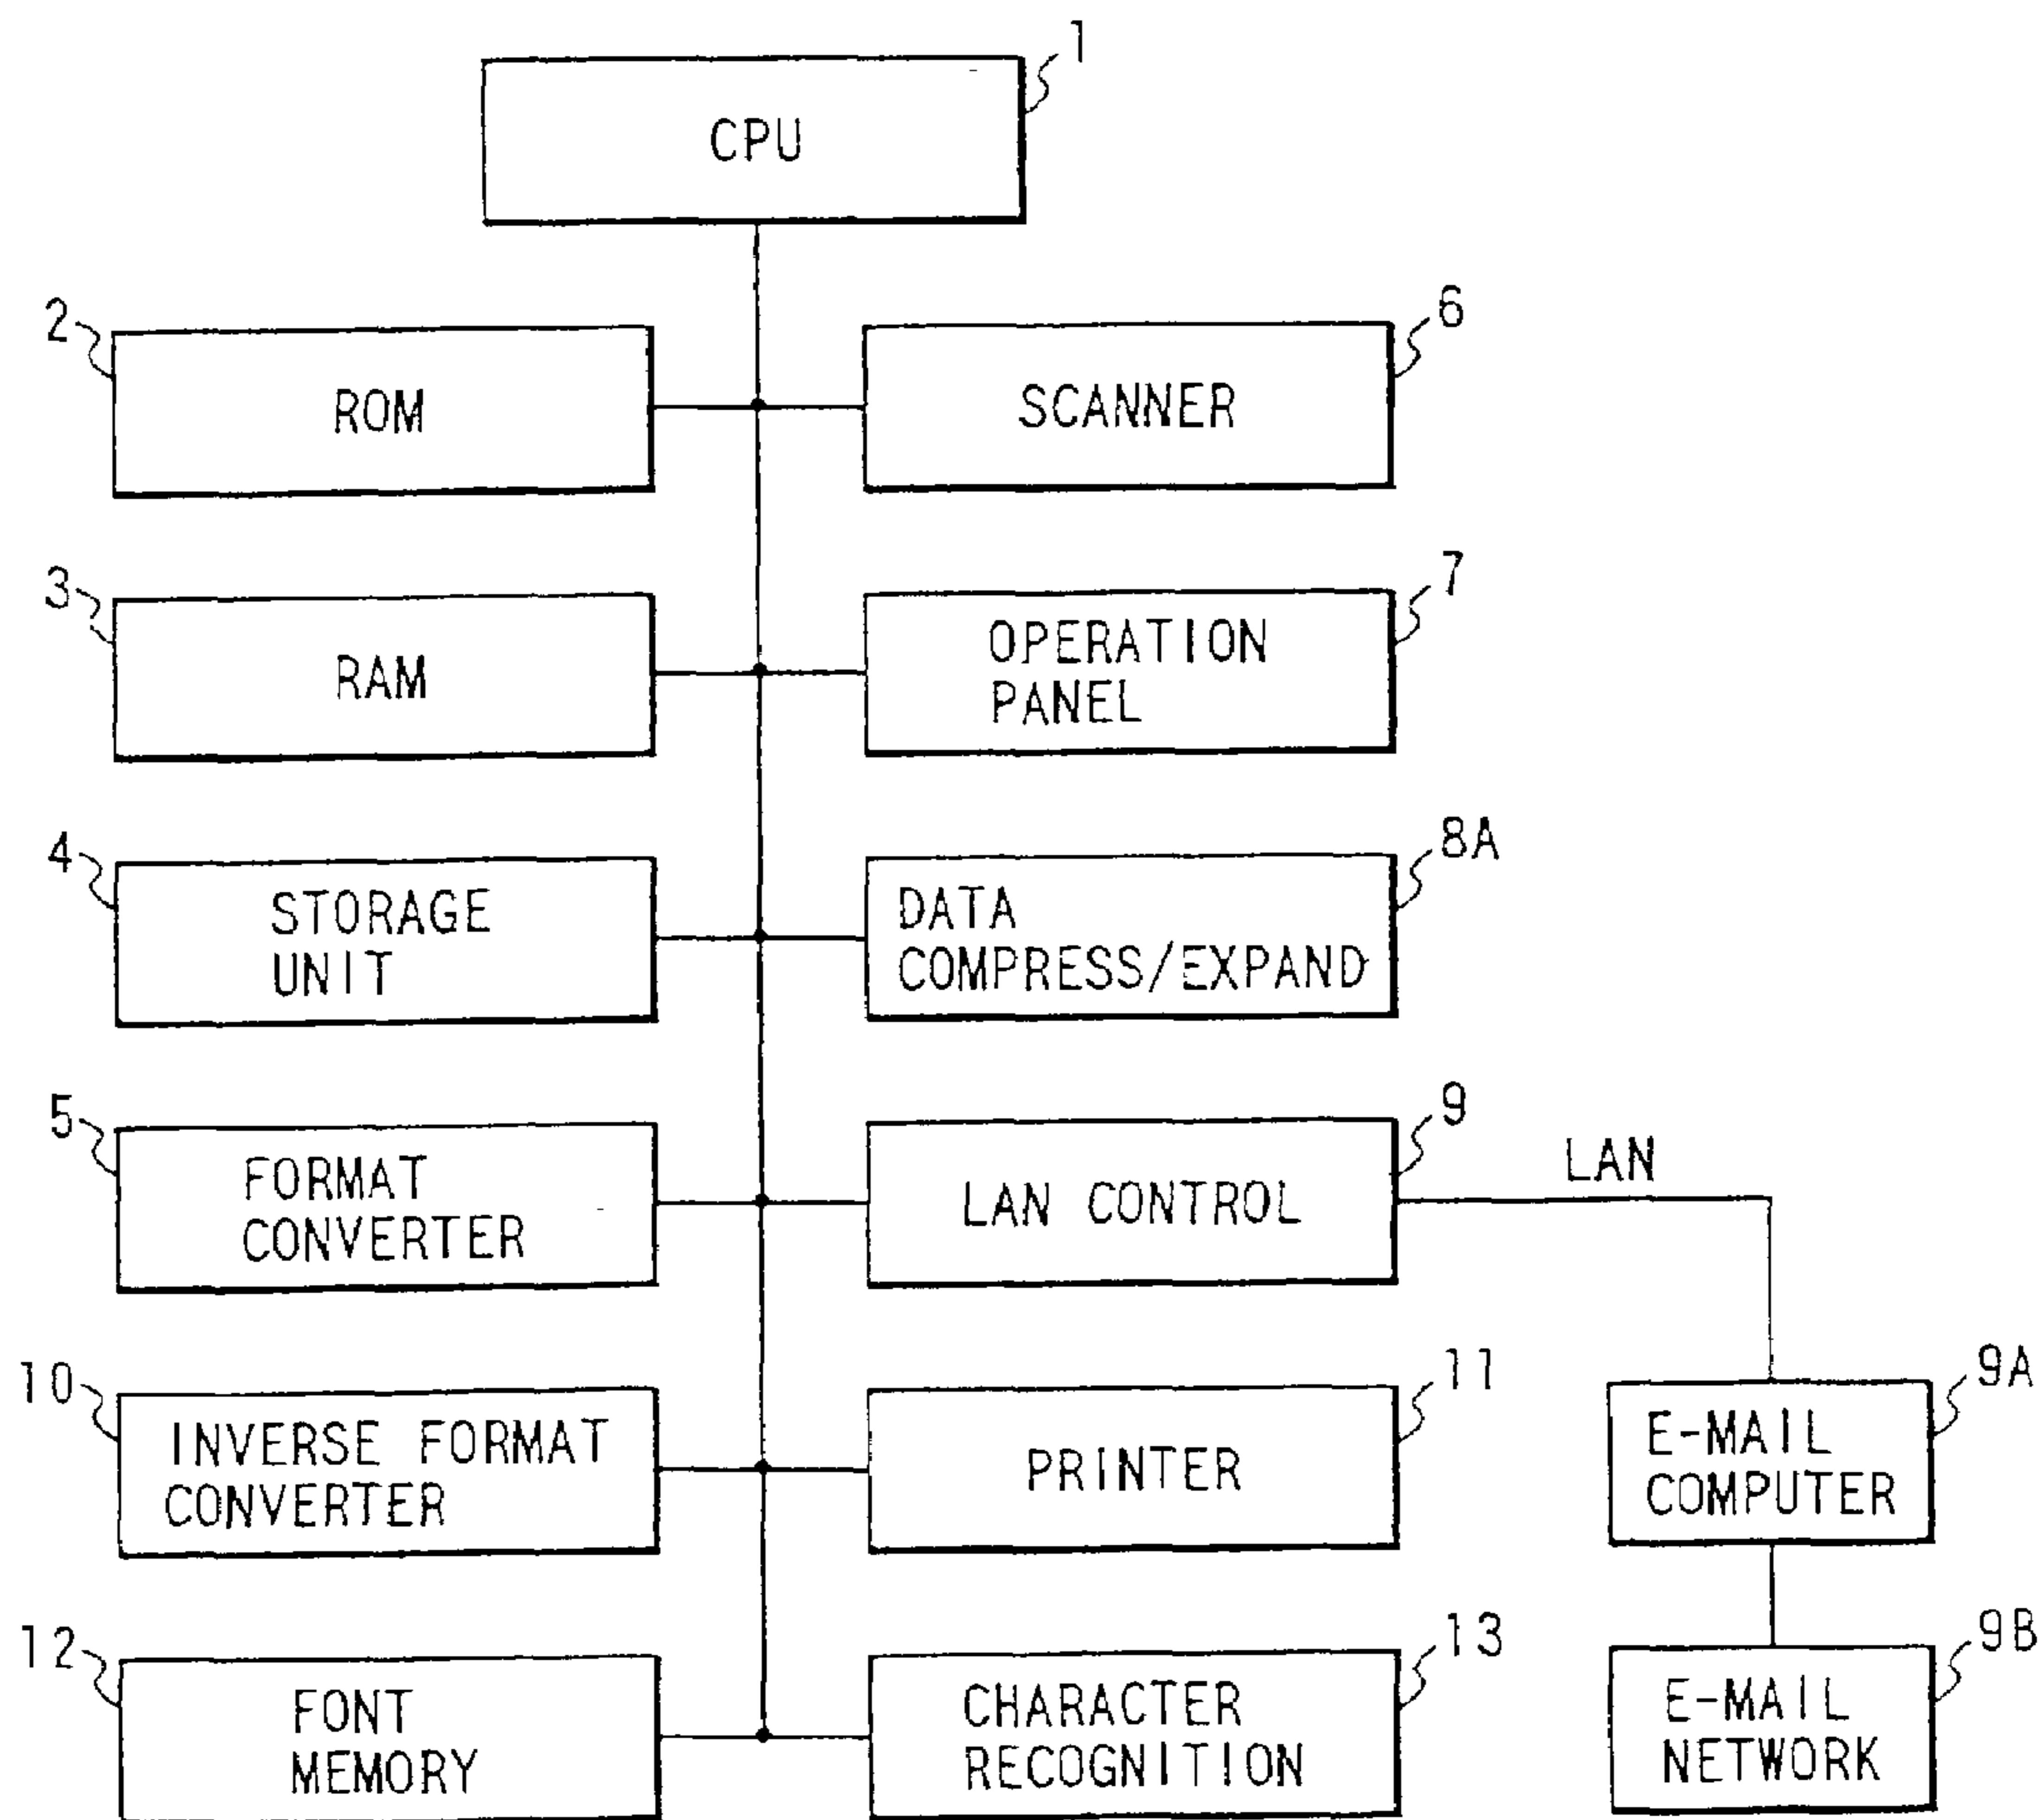 1
CPU
2
ROM
6
SCANNER
3
RAM
7
OPERATION
PANEL
4
STORAGE
UNIT
8A
DATA
COMPRESS/EXPAND
5
FORMAT
CONVERTER
9
LAN CONTROL
LAN
10
INVERSE FORMAT
CONVERTER
11
PRINTER
9A
E-MAIL
COMPUTER
12
FONT
MEMORY
13
CHARACTER
RECOGNITION
9B
E-MAIL
NETWORK